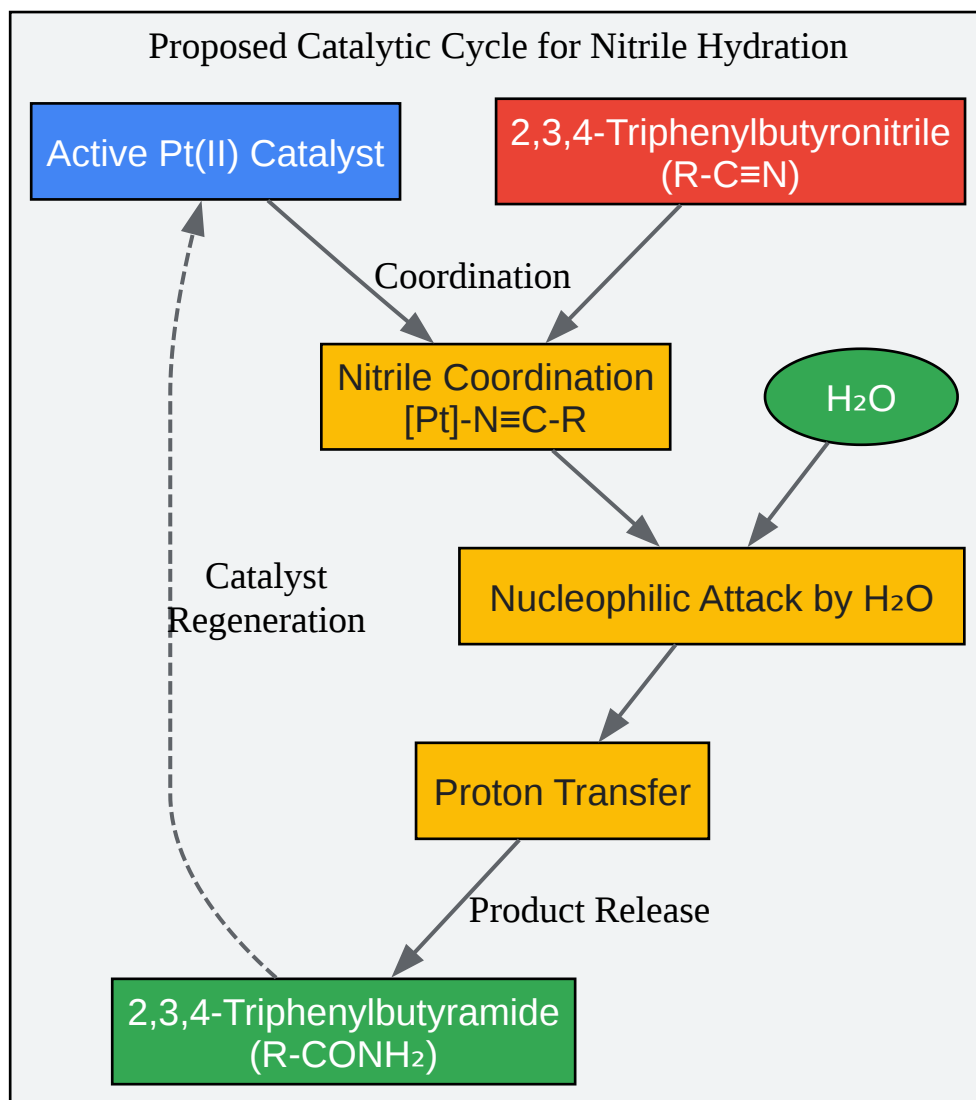 Proposed Catalytic Cycle for Nitrile Hydration
Active Pt(II) Catalyst
2,3,4-Triphenylbutyronitrile
(R-C≡N)
Coordination
Nitrile Coordination
[Pt]-N≡C-R
H₂O
Catalyst
Regeneration
Nucleophilic Attack by H₂O
Proton Transfer
Product Release
2,3,4-Triphenylbutyramide
(R-CONH₂)